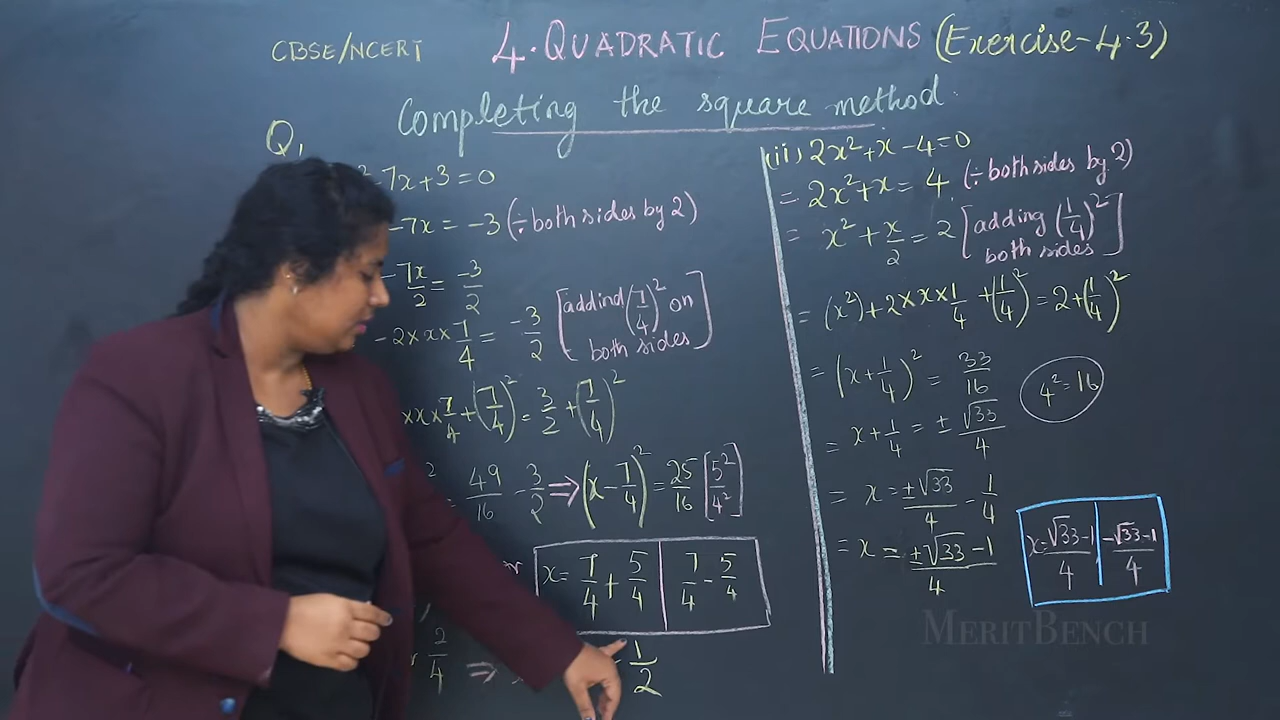 CBSE/NCERT 4. QUADRATIC EQUATIONS (Exercise-4.3)
Completing the square method.
Q1
7x+3=0
-7x = -3 (÷ both sides by 2)
-7x/2 = -3/2
-2×x×7/4 = -3/2 [addind (7/4)² on both sides]
×x×7/4+(7/4)² = 3/2+(7/4)²
2 = 49/16 - 3/2 ⇒ (x-7/4)² = 25/16 [5²/4²]
x= 7/4+5/4 | 7/4-5/4
2/4 ⇒ = 1/2
(ii) 2x²+x-4=0
= 2x²+x = 4 (÷ both sides by 2)
= x²+x/2 = 2 [adding (1/4)² both sides]
= (x²)+2×x×1/4+(1/4)² = 2+(1/4)²
= (x+1/4)² = 33/16
4²=16
= x+1/4 = ±√33/4
= x = ±√33/4 - 1/4
= x = ±√33-1/4
x=√33-1/4 | -√33-1/4
MERITBENCH